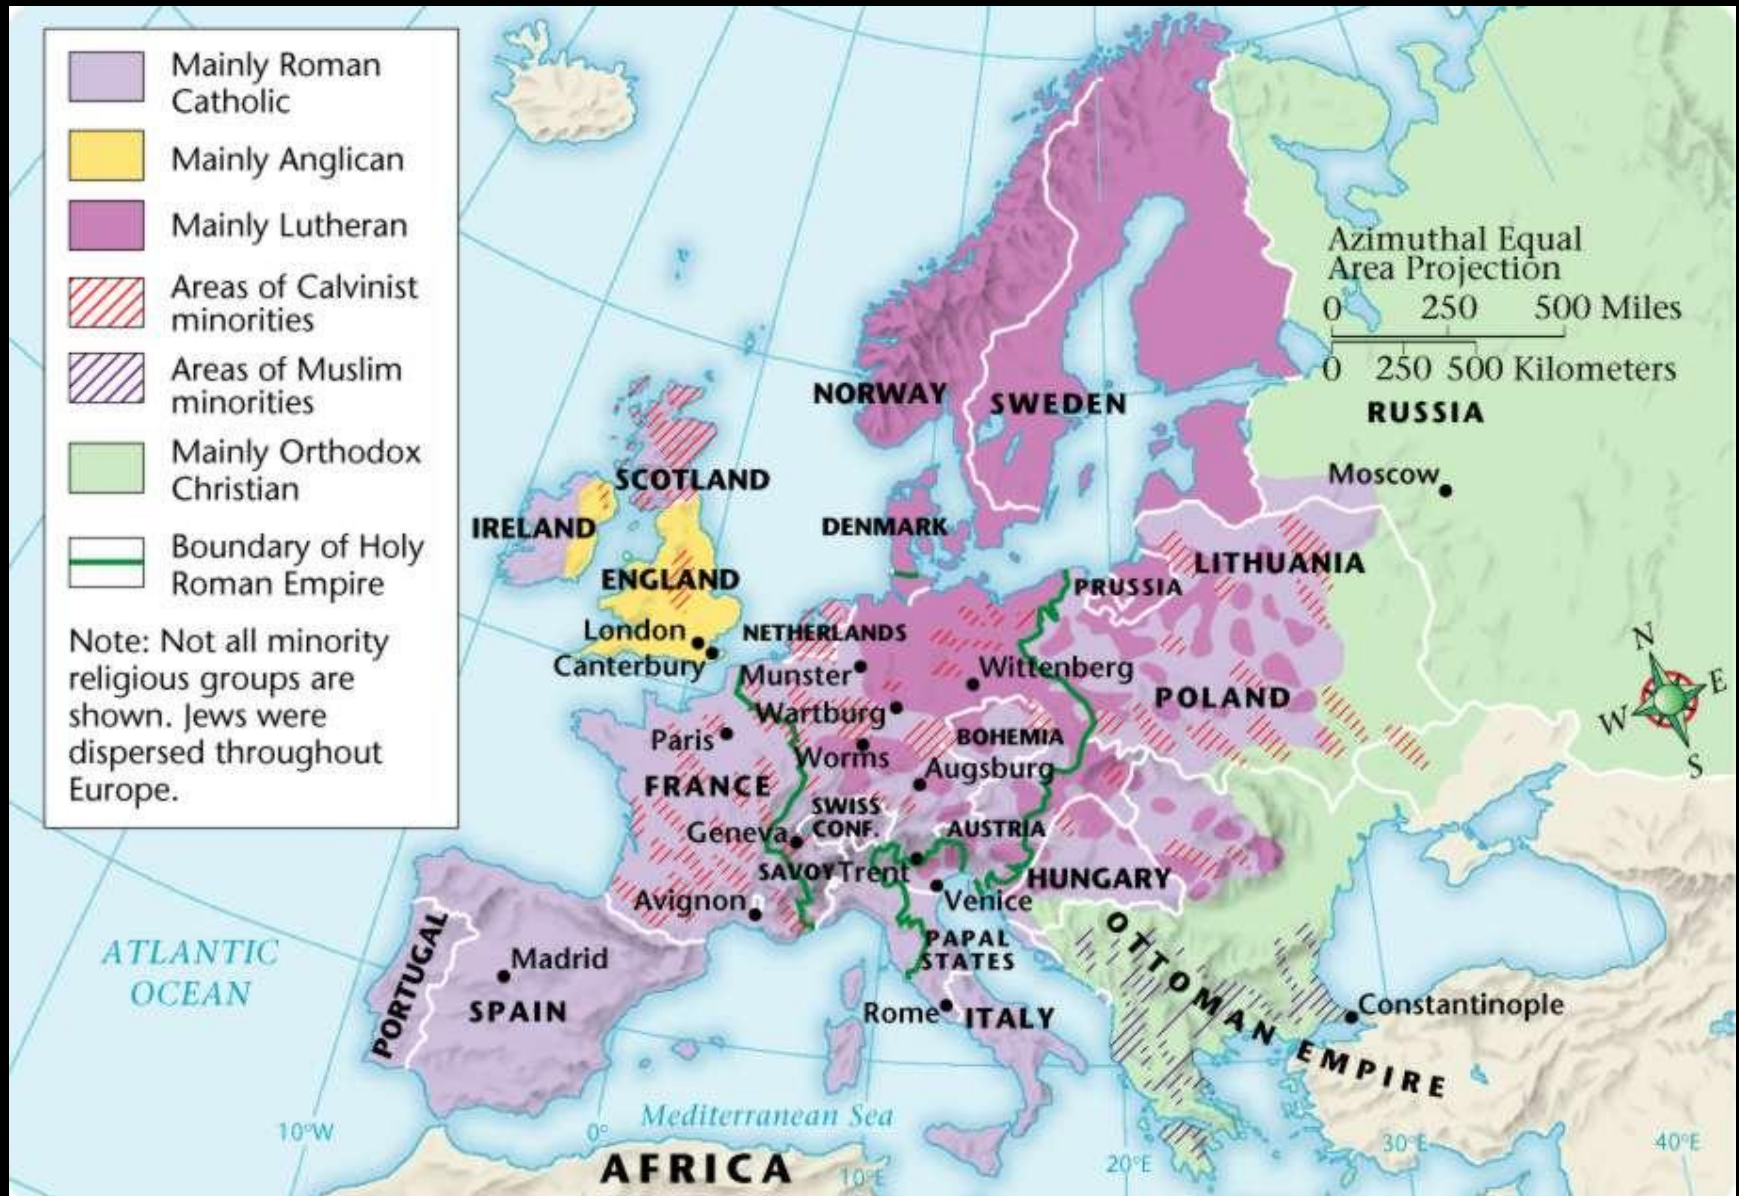 Mainly Roman
Catholic
Mainly Anglican
Mainly Lutheran
Areas of Calvinist
minorities
Areas of Muslim
minorities
Mainly Orthodox
Christian
Boundary of Holy
Roman Empire
Note: Not all minority
religious groups are
shown. Jews were
dispersed throughout
Europe.
Azimuthal Equal
Area Projection
0 250 500 Miles
0 250 500 Kilometers
NORWAY
SWEDEN
RUSSIA
Moscow
SCOTLAND
IRELAND
DENMARK
LITHUANIA
ENGLAND
PRUSSIA
London
NETHERLANDS
Canterbury
Munster
Wittenberg
POLAND
Wartburg
Paris
BOHEMIA
Worms
Augsburg
FRANCE
SWISS
CONF.
Geneva
AUSTRIA
SAVOY
Trent
HUNGARY
Avignon
Venice
PAPAL
STATES
PORTUGAL
Madrid
SPAIN
Rome
ITALY
OTTOMAN EMPIRE
Constantinople
ATLANTIC
OCEAN
Mediterranean Sea
AFRICA
10°W
0°
10°E
20°E
30°E
40°E
N
E
W
S